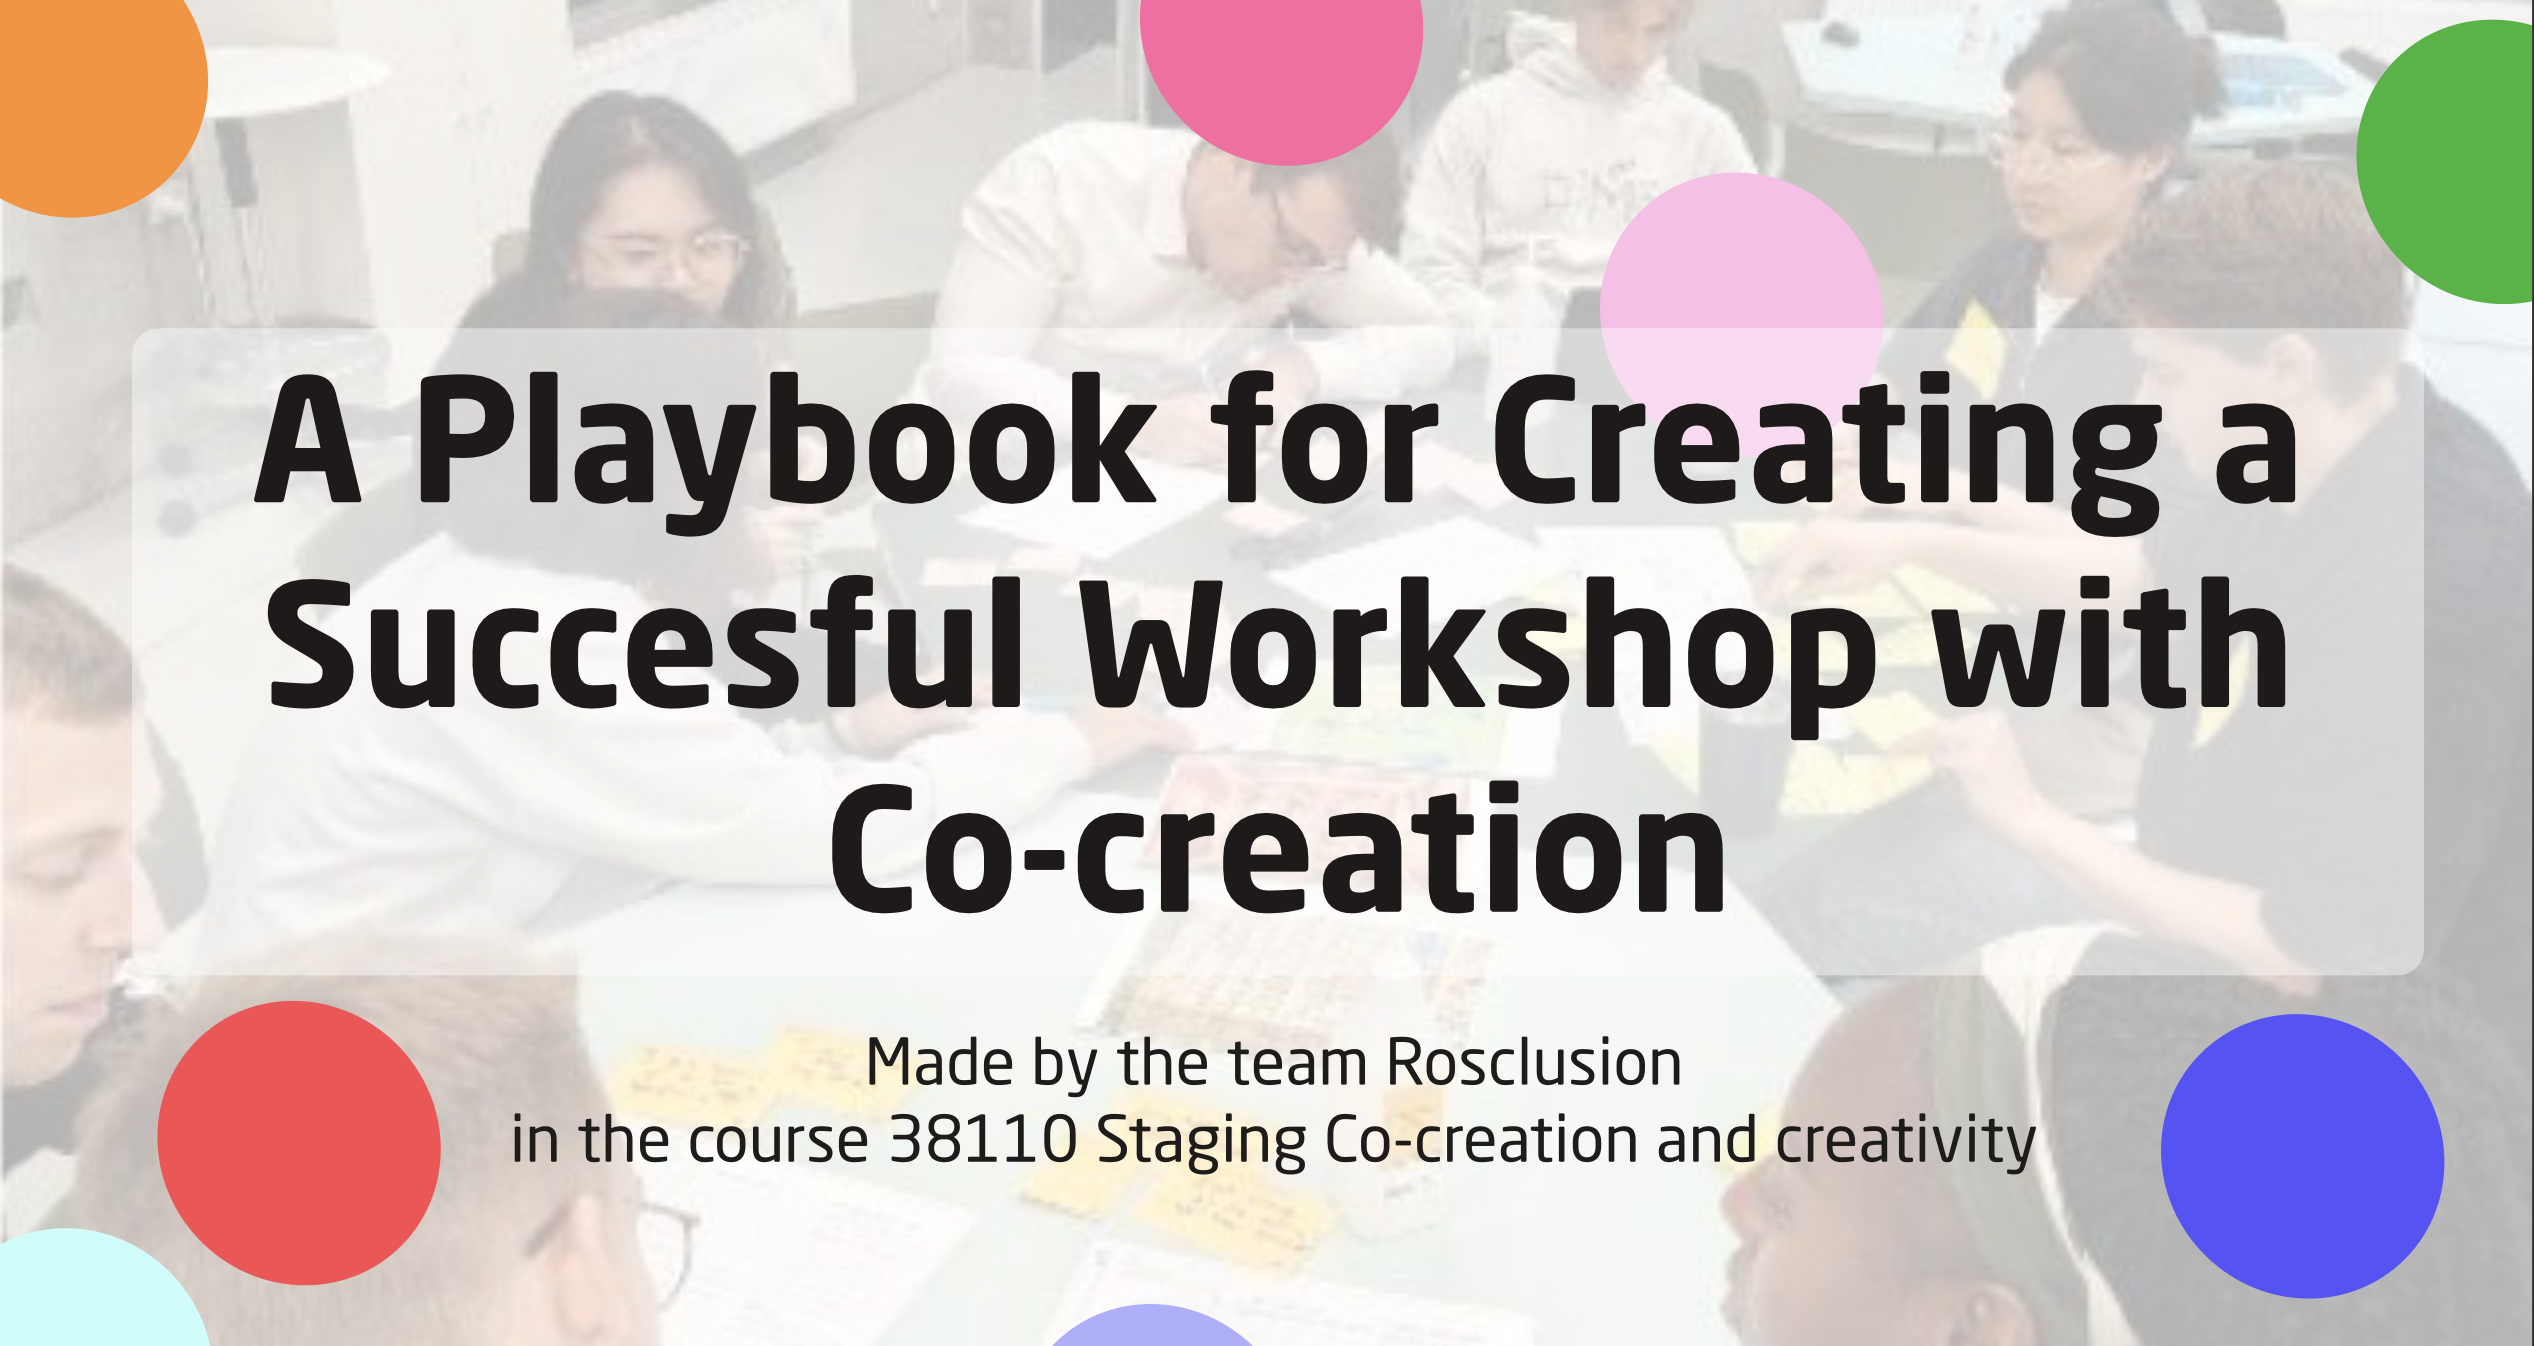 A Playbook for Creating a
Succesful Workshop with
Co-creation
Made by the team Rosclusion
in the course 38110 Staging Co-creation and creativity